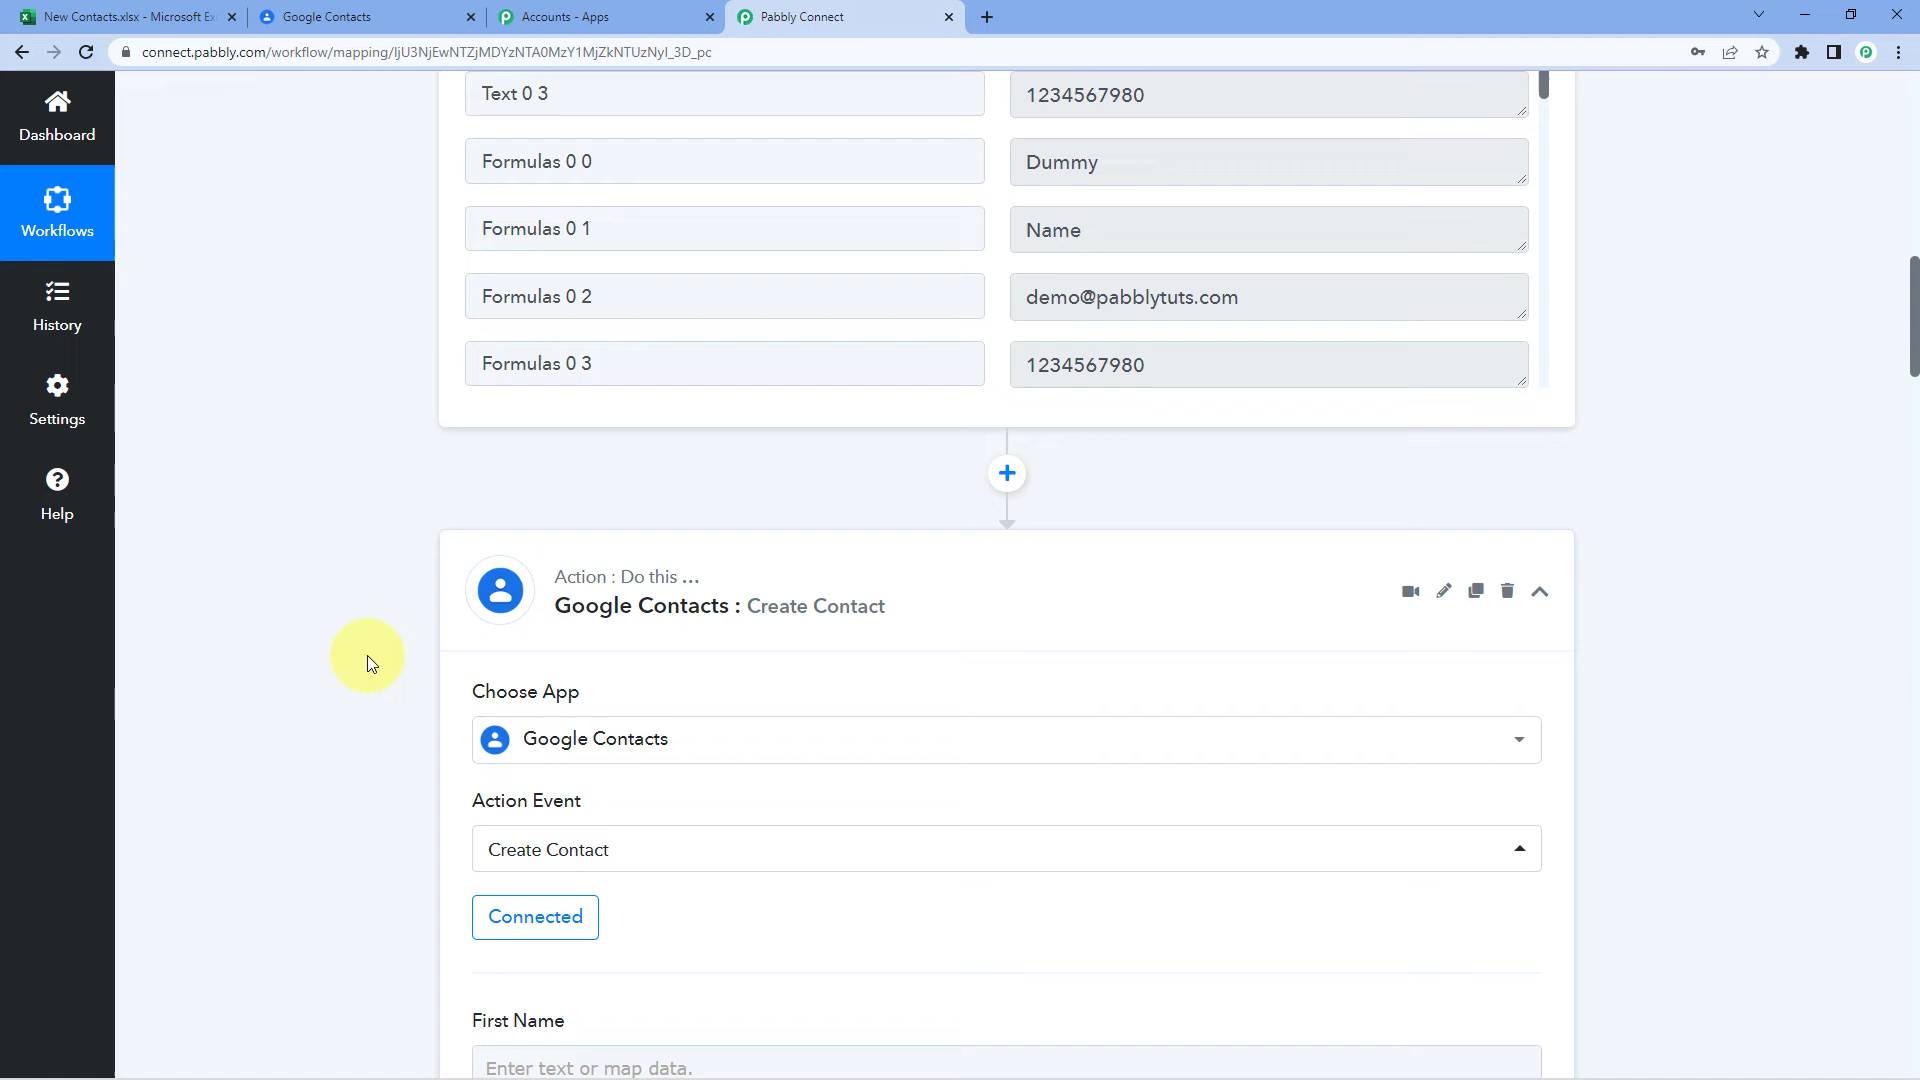 New Contacts.xlsx - Microsoft Exc
Google Contacts
Accounts - Apps
Pabbly Connect
connect.pabbly.com/workflow/mapping/IjU3NjEwNTZjMDYzNTA0MzY1MjZkNTUzNyI_3D_pc
Dashboard
Workflows
History
Settings
Help
Text 0 3
1234567980
Formulas 0 0
Dummy
Formulas 0 1
Name
Formulas 0 2
demo@pabblytuts.com
Formulas 0 3
1234567980
Action : Do this ...
Google Contacts : Create Contact
Choose App
Google Contacts
Action Event
Create Contact
Connected
First Name
Enter text or map data.